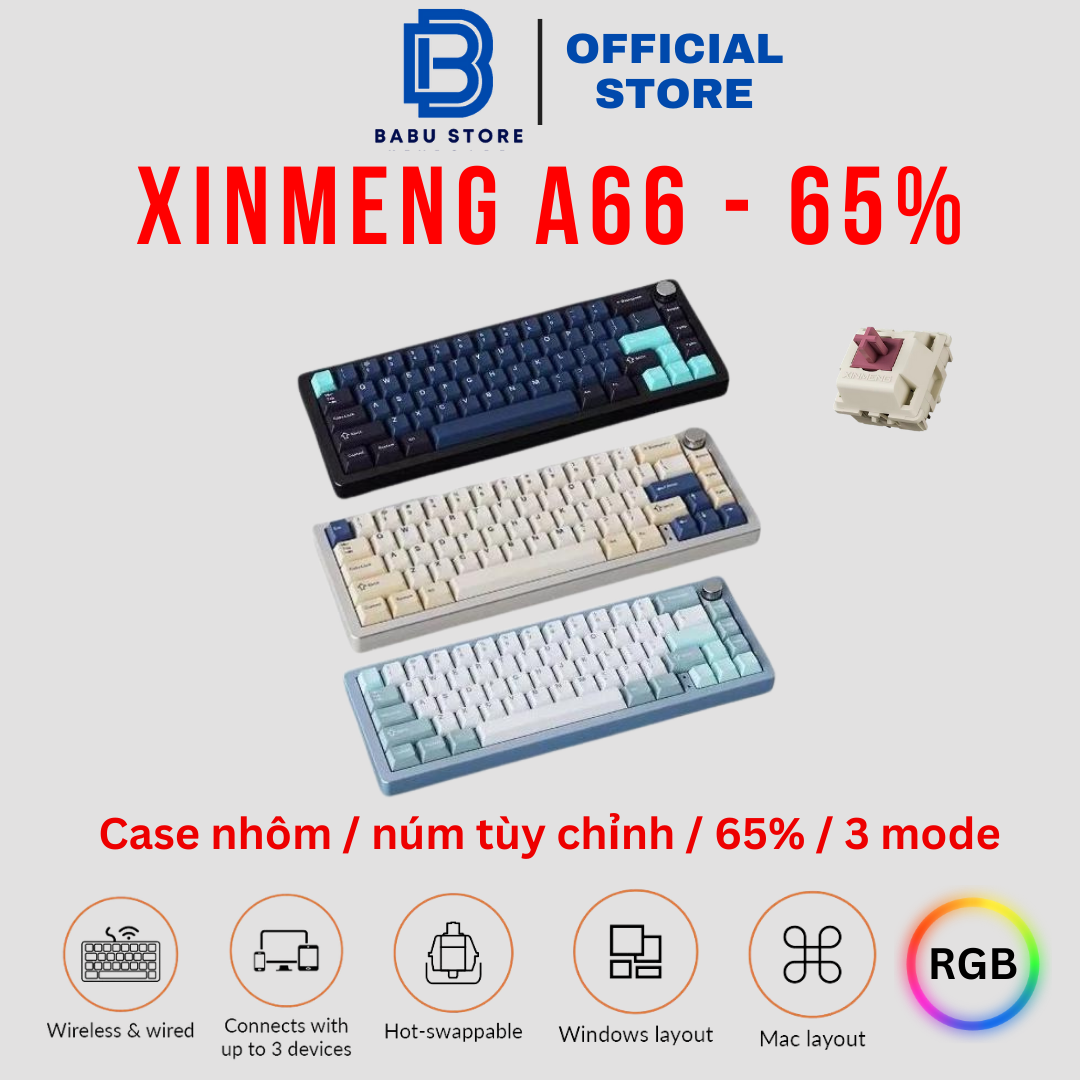 BABU STORE
OFFICIAL
STORE
XINMENG A66 - 65%
XINMENG
Case nhôm / núm tùy chỉnh / 65% / 3 mode
Wireless & wired
Connects with
up to 3 devices
Hot-swappable
Windows layout
Mac layout
RGB